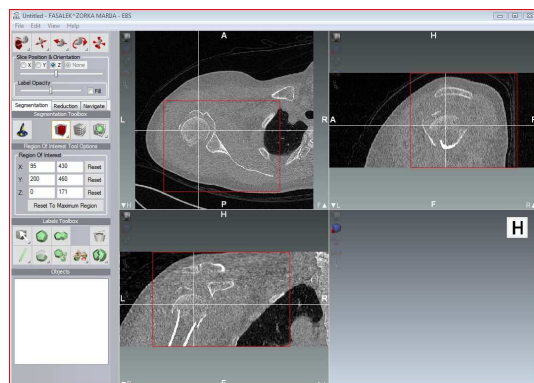 Untitled - FASALEK^ZORKA MARIJA - EBS
File Edit View Help
Slice Position & Orientation
X Y Z None
Label Opacity
Fill
Segmentation Reduction Navigate
Segmentation Toolbox
Region Of Interest Tool Options
Region Of Interest
X: 95 430 Reset
Y: 200 460 Reset
Z: 0 171 Reset
Reset To Maximum Region
Labels Toolbox
Objects
A
L R
P
H F
H
A P
F
L R
H
L R
F
H